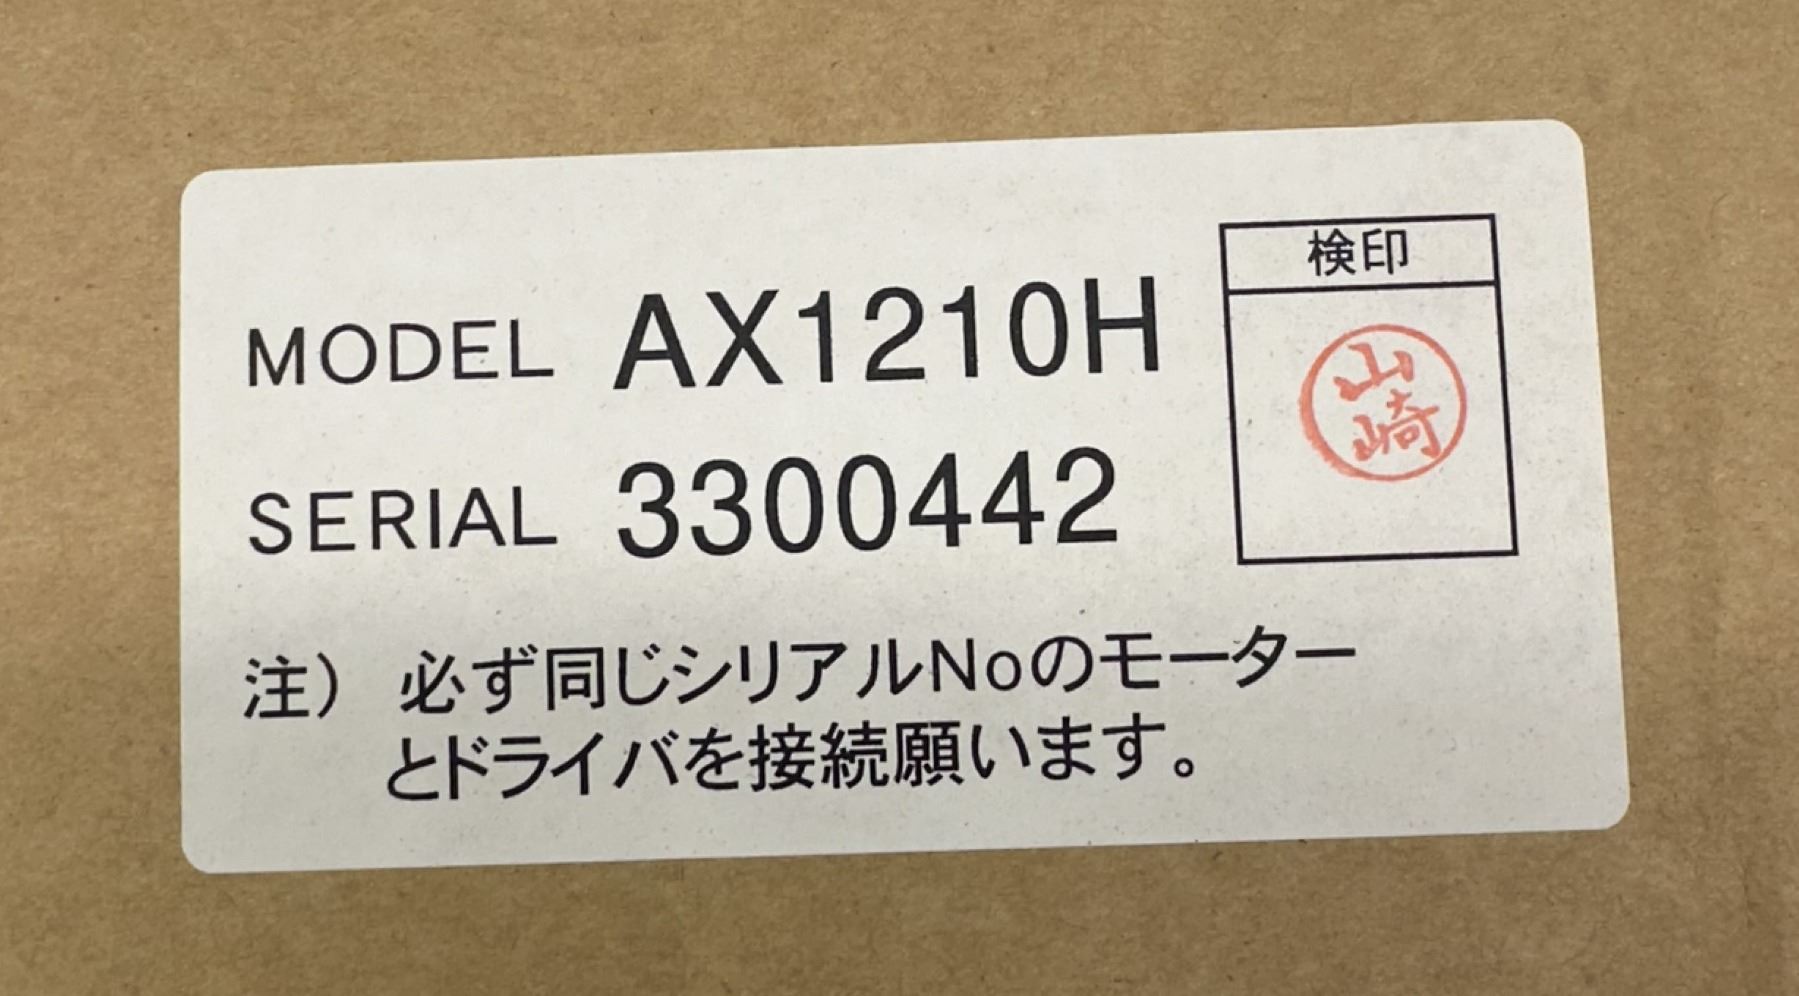 MODEL AX1210H
検印
山崎
SERIAL 3300442
注) 必ず同じシリアルNoのモーター
とドライバを接続願います。